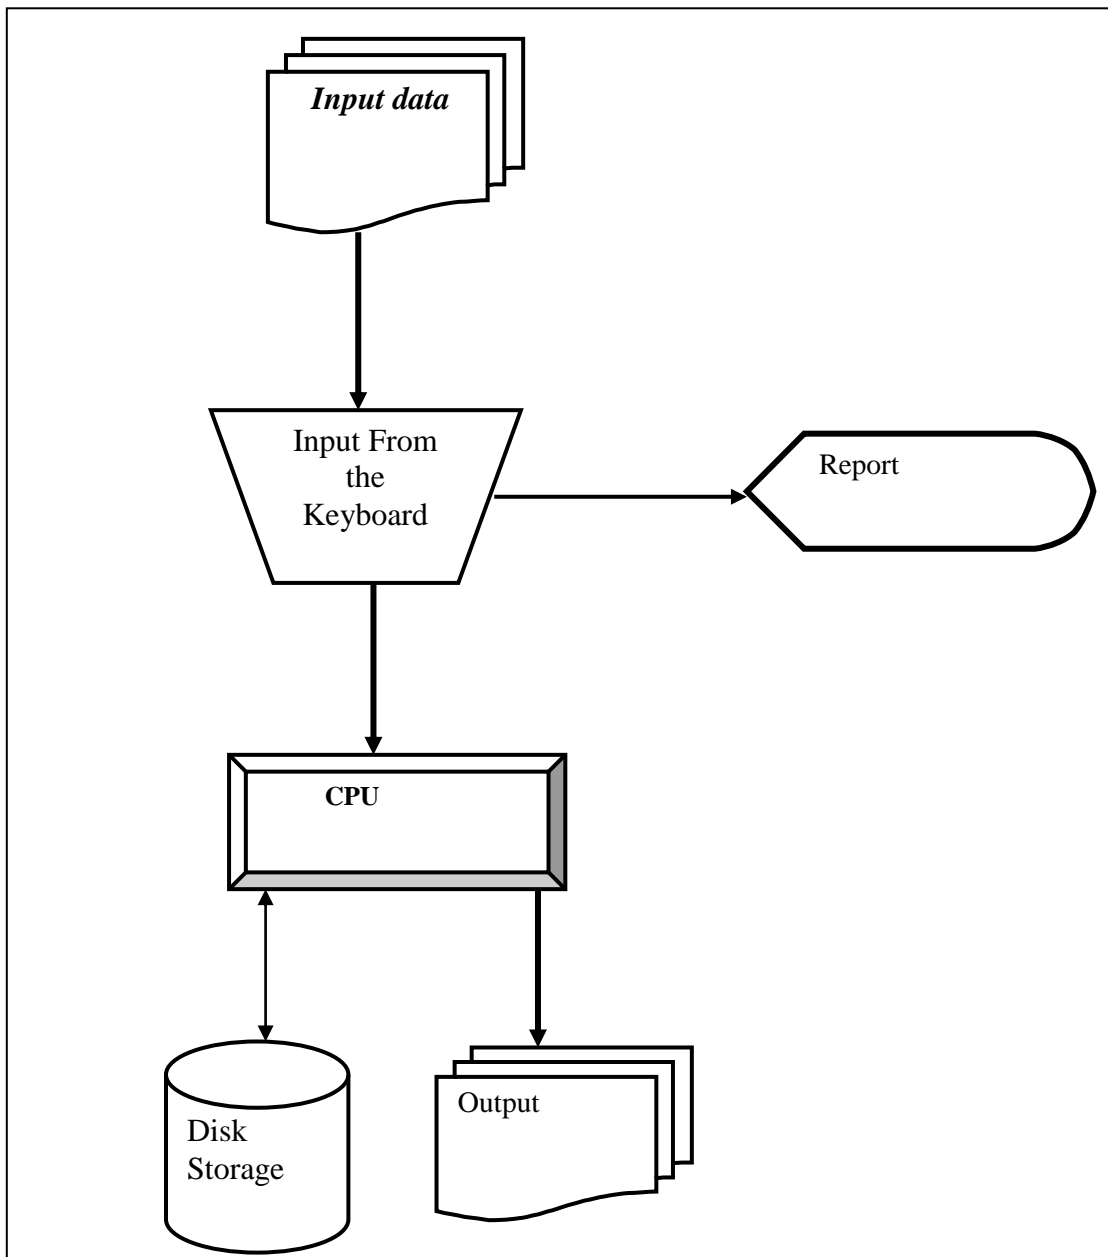 Input data
Input From
the
Keyboard
Report
CPU
Disk
Storage
Output